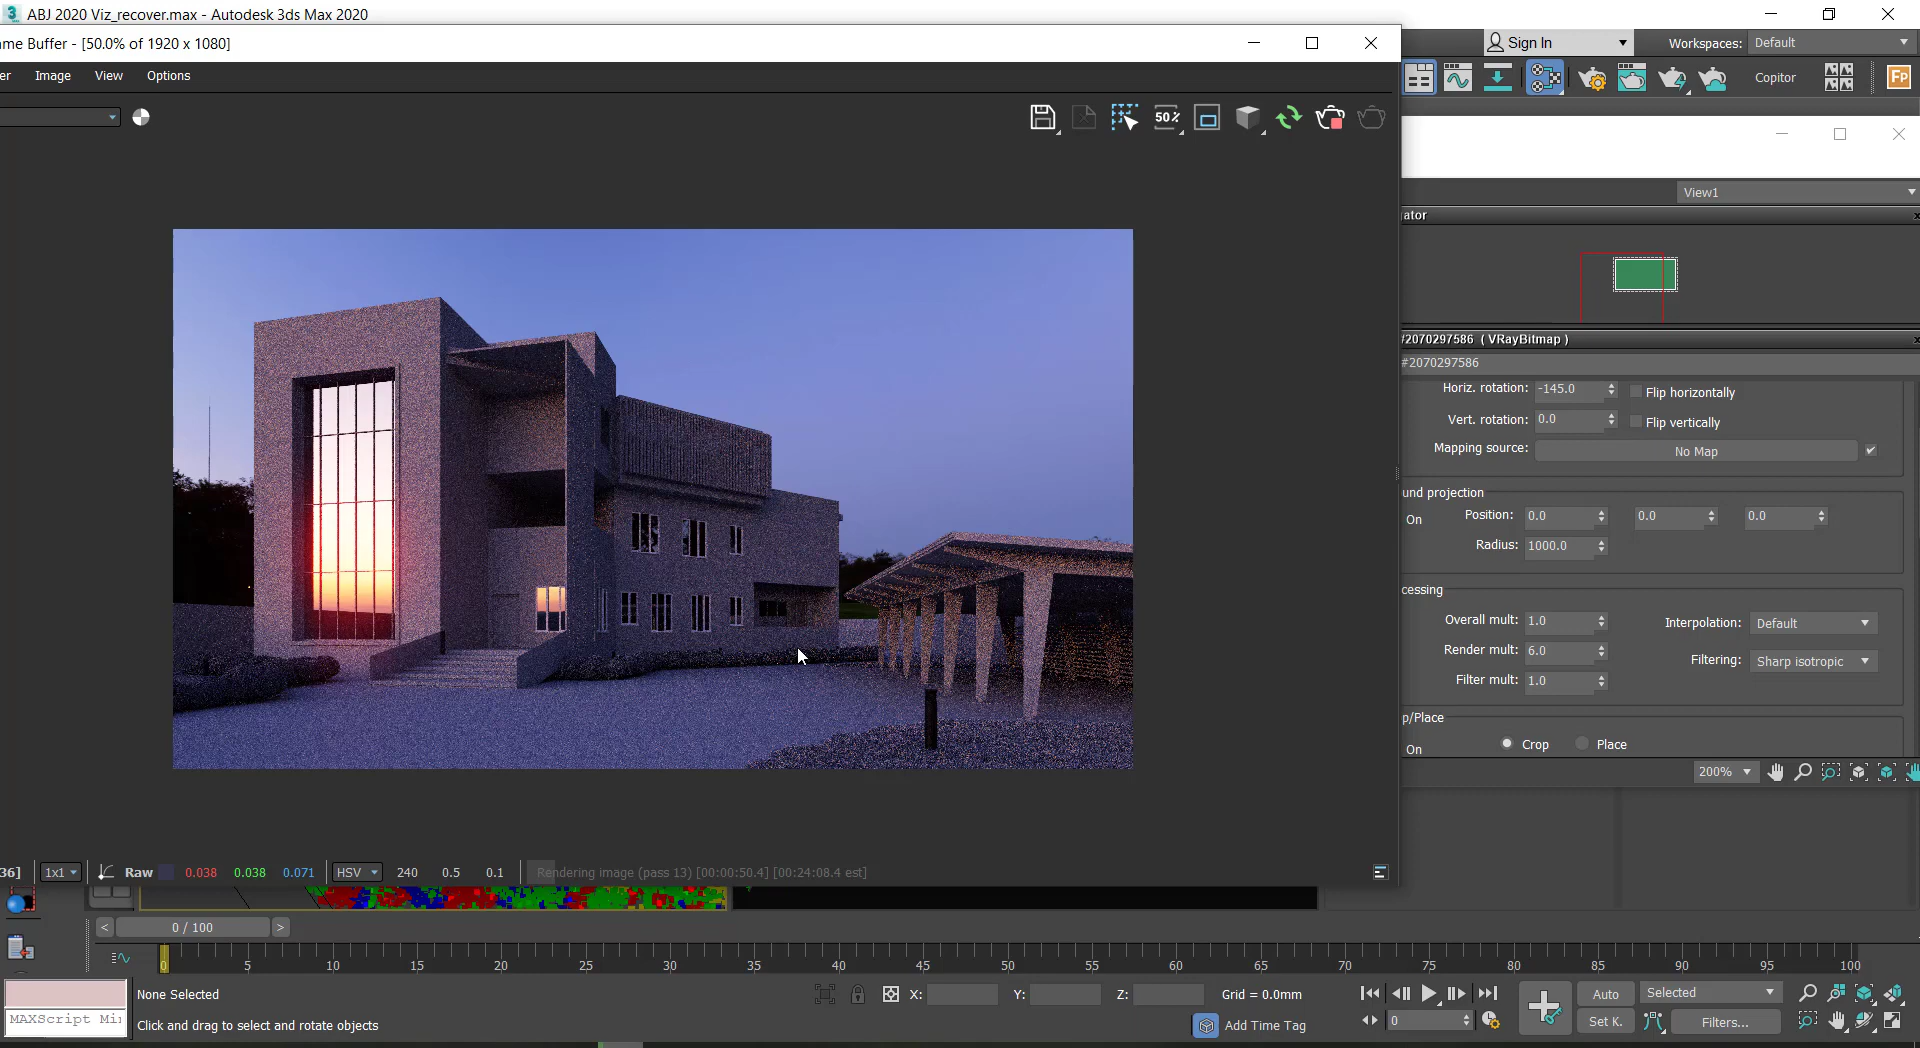 ABJ 2020 Viz_recover.max - Autodesk 3ds Max 2020
me Buffer - [50.0% of 1920 x 1080]
Sign In
Workspaces: Default
er Image View Options
50%
Copitor
Fp
View1
ator
#2070297586 ( VRayBitmap )
#2070297586
Horiz. rotation: -145.0 Flip horizontally
Vert. rotation: 0.0 Flip vertically
Mapping source: No Map
und projection
On Position: 0.0 0.0 0.0
Radius: 1000.0
cessing
Overall mult: 1.0 Interpolation: Default
Render mult: 6.0 Filtering: Sharp isotropic
Filter mult: 1.0
p/Place
On Crop Place
200%
36] 1x1 Raw 0.038 0.038 0.071 HSV 240 0.5 0.1 Rendering image (pass 13) [00:00:50.4] [00:24:08.4 est]
< 0 / 100 >
0 5 10 15 20 25 30 35 40 45 50 55 60 65 70 75 80 85 90 95 100
None Selected X: Y: Z: Grid = 0.0mm Auto Selected
MAXScript Mi
Click and drag to select and rotate objects Add Time Tag 0 Set K. Filters...